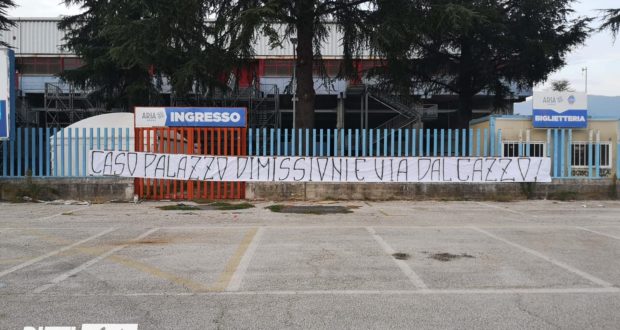 ARIA
INGRESSO
ARIA
BIGLIETTERIA
CASO PALAZZO DIMISSIONI E VIA DAL CAZZO.